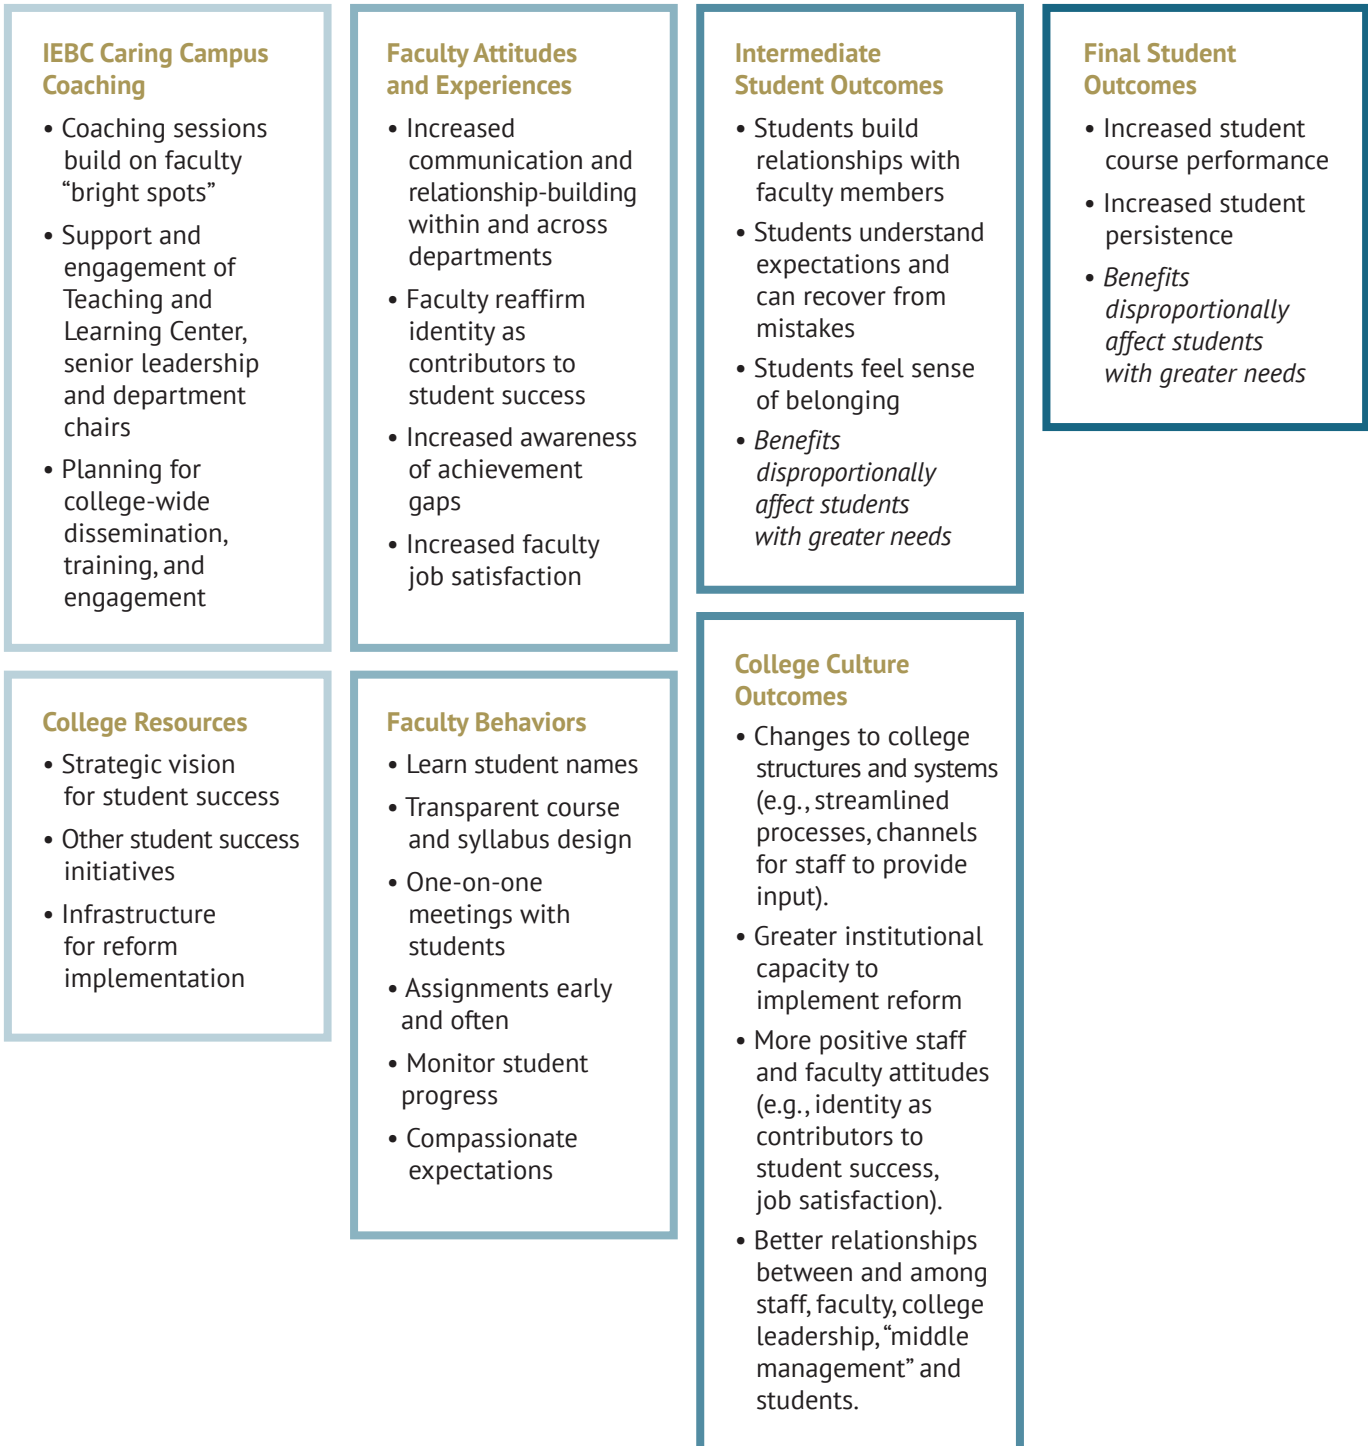 IEBC Caring Campus
Coaching
• Coaching sessions
build on faculty
“bright spots”
• Support and
engagement of
Teaching and
Learning Center,
senior leadership
and department
chairs
• Planning for
college-wide
dissemination,
training, and
engagement
College Resources
• Strategic vision
for student success
• Other student success
initiatives
• Infrastructure
for reform
implementation
Faculty Attitudes
and Experiences
• Increased
communication and
relationship-building
within and across
departments
• Faculty reaffirm
identity as
contributors to
student success
• Increased awareness
of achievement
gaps
• Increased faculty
job satisfaction
Faculty Behaviors
• Learn student names
• Transparent course
and syllabus design
• One-on-one
meetings with
students
• Assignments early
and often
• Monitor student
progress
• Compassionate
expectations
Intermediate
Student Outcomes
• Students build
relationships with
faculty members
• Students understand
expectations and
can recover from
mistakes
• Students feel sense
of belonging
• Benefits
disproportionally
affect students
with greater needs
College Culture
Outcomes
• Changes to college
structures and systems
(e.g., streamlined
processes, channels
for staff to provide
input).
• Greater institutional
capacity to
implement reform
• More positive staff
and faculty attitudes
(e.g., identity as
contributors to
student success,
job satisfaction).
• Better relationships
between and among
staff, faculty, college
leadership, “middle
management” and
students.
Final Student
Outcomes
• Increased student
course performance
• Increased student
persistence
• Benefits
disproportionally
affect students
with greater needs